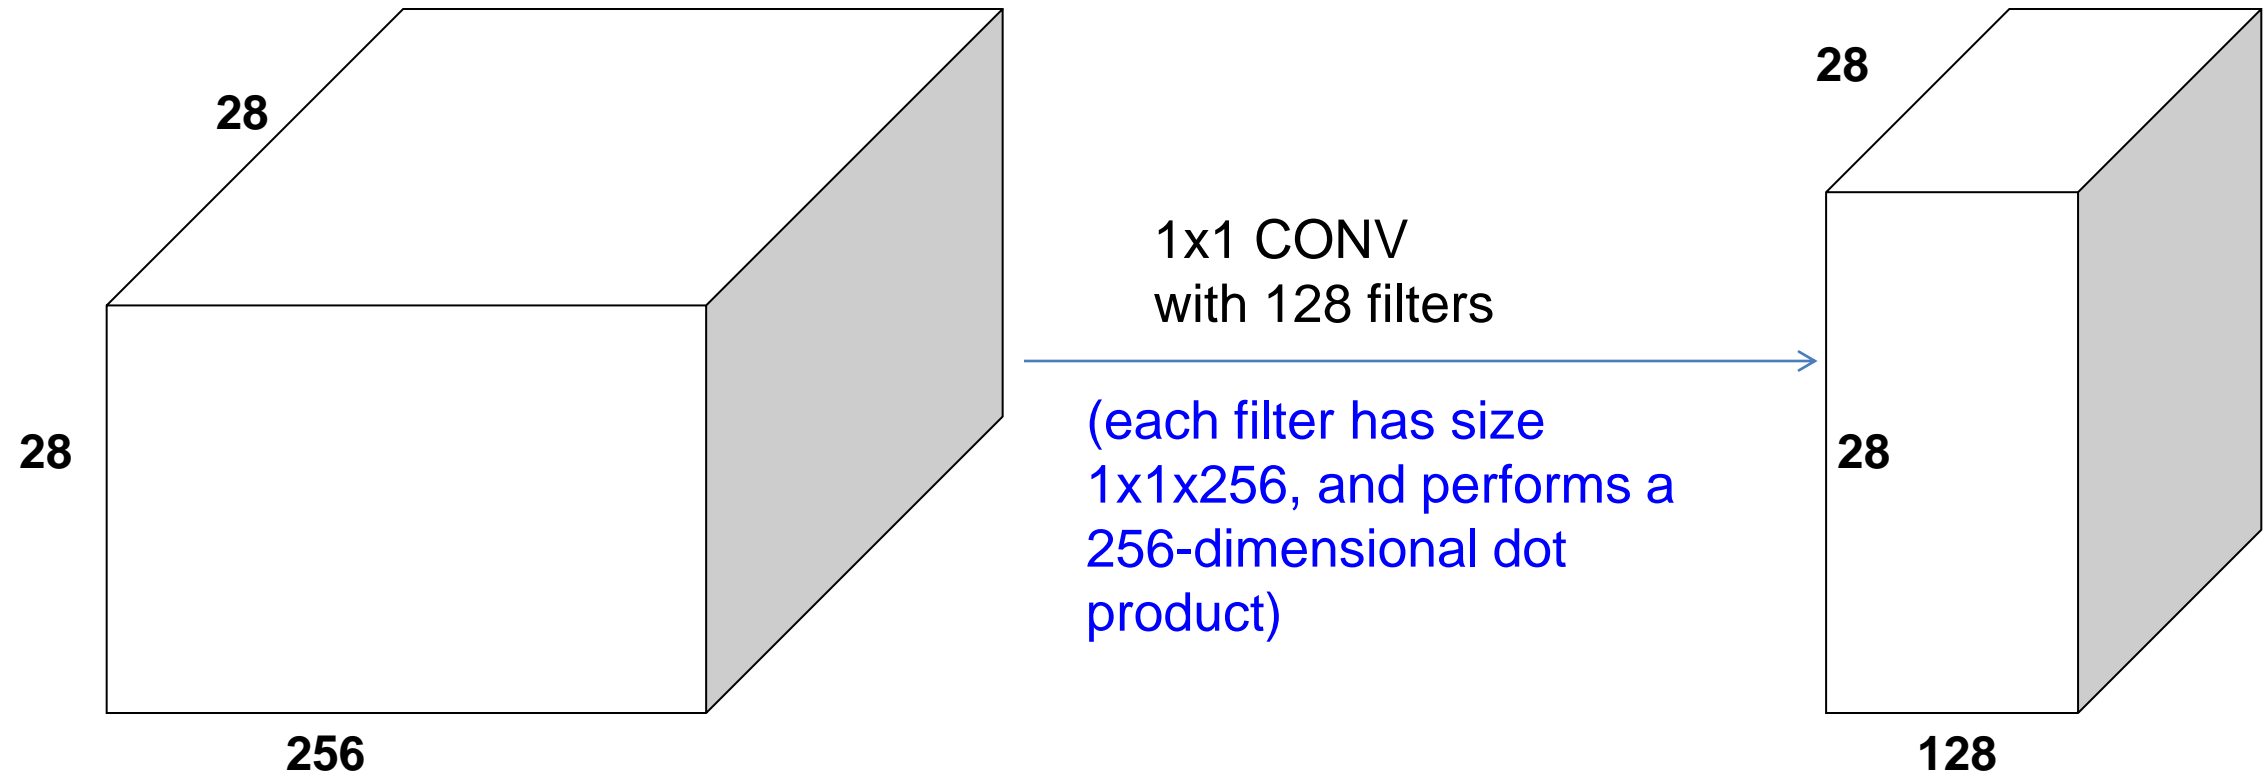 28
28
256
1x1 CONV
with 128 filters
(each filter has size
1x1x256, and performs a
256-dimensional dot
product)
28
28
128